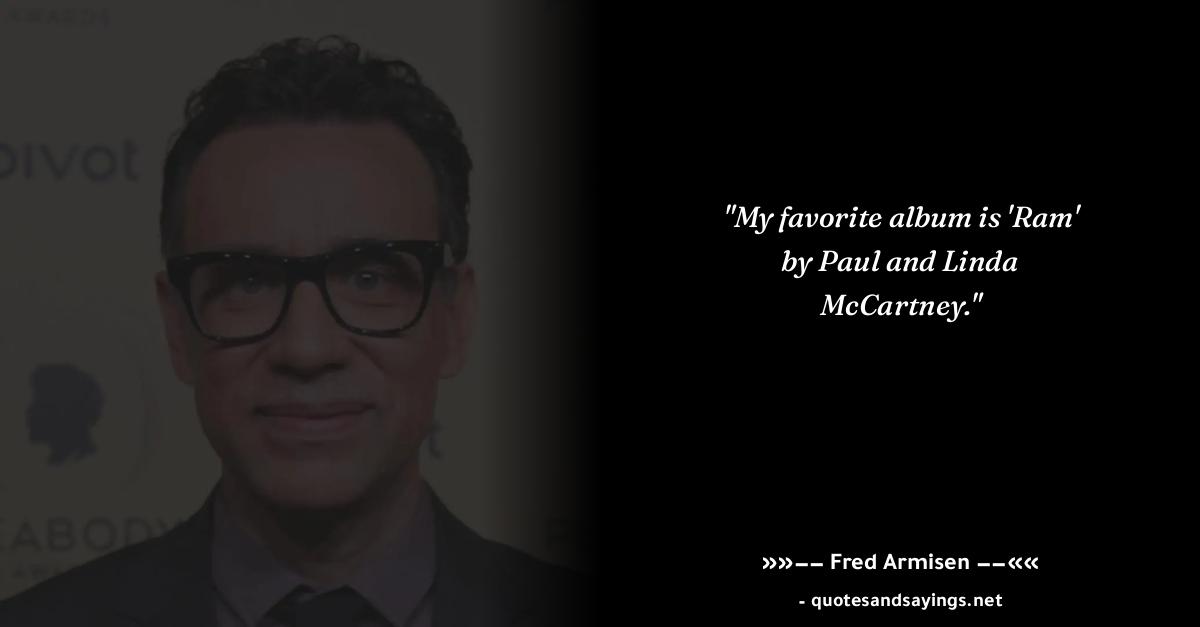 AWARDS
pivot
"My favorite album is 'Ram'
by Paul and Linda
McCartney."
t
EABODY
»»–– Fred Armisen ––««
- quotesandsayings.net